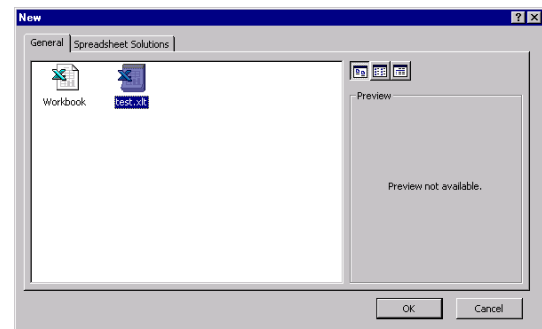 New
General Spreadsheet Solutions
Workbook test.xlt
Preview
Preview not available.
OK Cancel